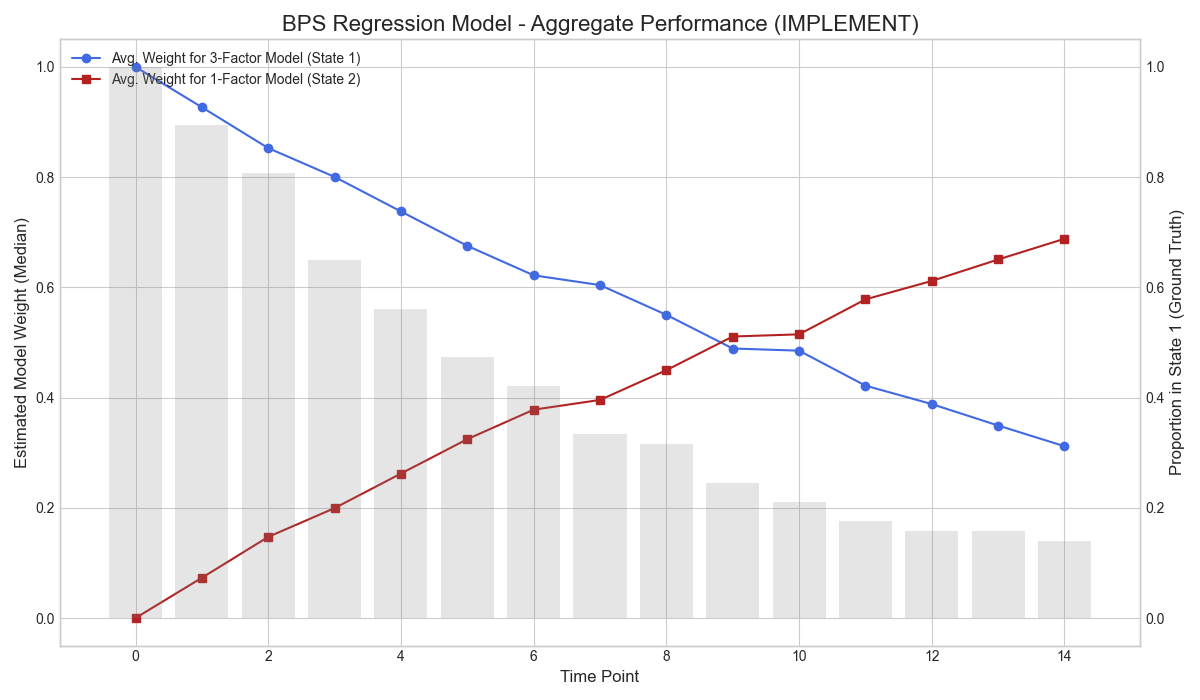 BPS Regression Model - Aggregate Performance (IMPLEMENT)
Avg. Weight for 3-Factor Model (State 1)
Avg. Weight for 1-Factor Model (State 2)
Estimated Model Weight (Median)
1.0
0.8
0.6
0.4
0.2
0.0
1.0
0.8
0.6
0.4
0.2
0.0
Proportion in State 1 (Ground Truth)
0 2 4 6 8 10 12 14
Time Point